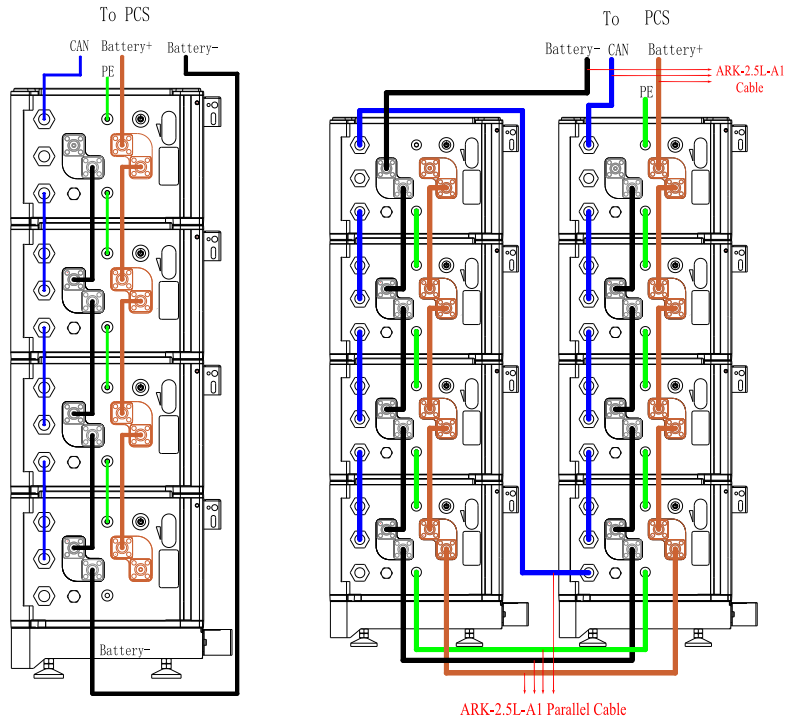 To PCS
CAN
Battery+
Battery-
PE
Battery-
To PCS
Battery-
CAN
Battery+
ARK-2.5L-A1
Cable
PE
ARK-2.5L-A1 Parallel Cable